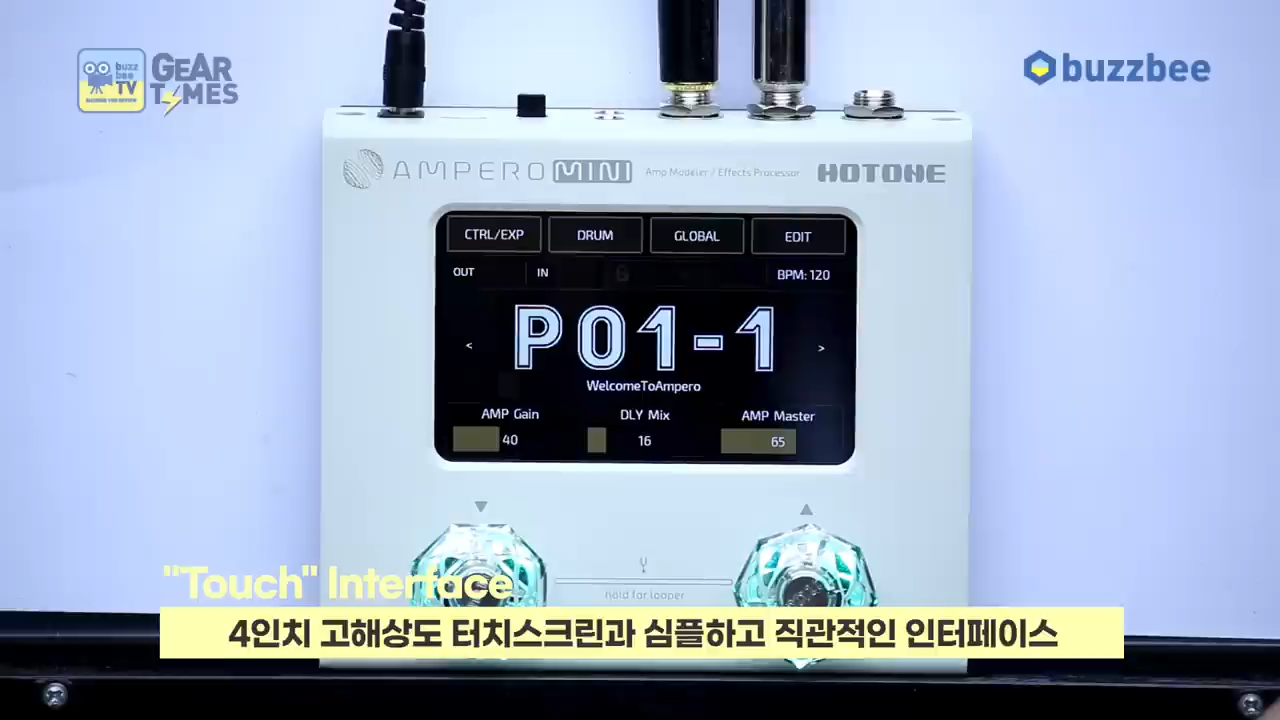 buzz
bee
TV
GEAR
TIMES
buzzbee
AMPERO MINI
Amp Modeler / Effects Processor
HOTONE
CTRL/EXP DRUM GLOBAL EDIT
OUT IN BPM: 120
< P01-1 >
WelcomeToAmpero
AMP Gain DLY Mix AMP Master
40 16 65
hold for looper
"Touch" Interface
4인치 고해상도 터치스크린과 심플하고 직관적인 인터페이스